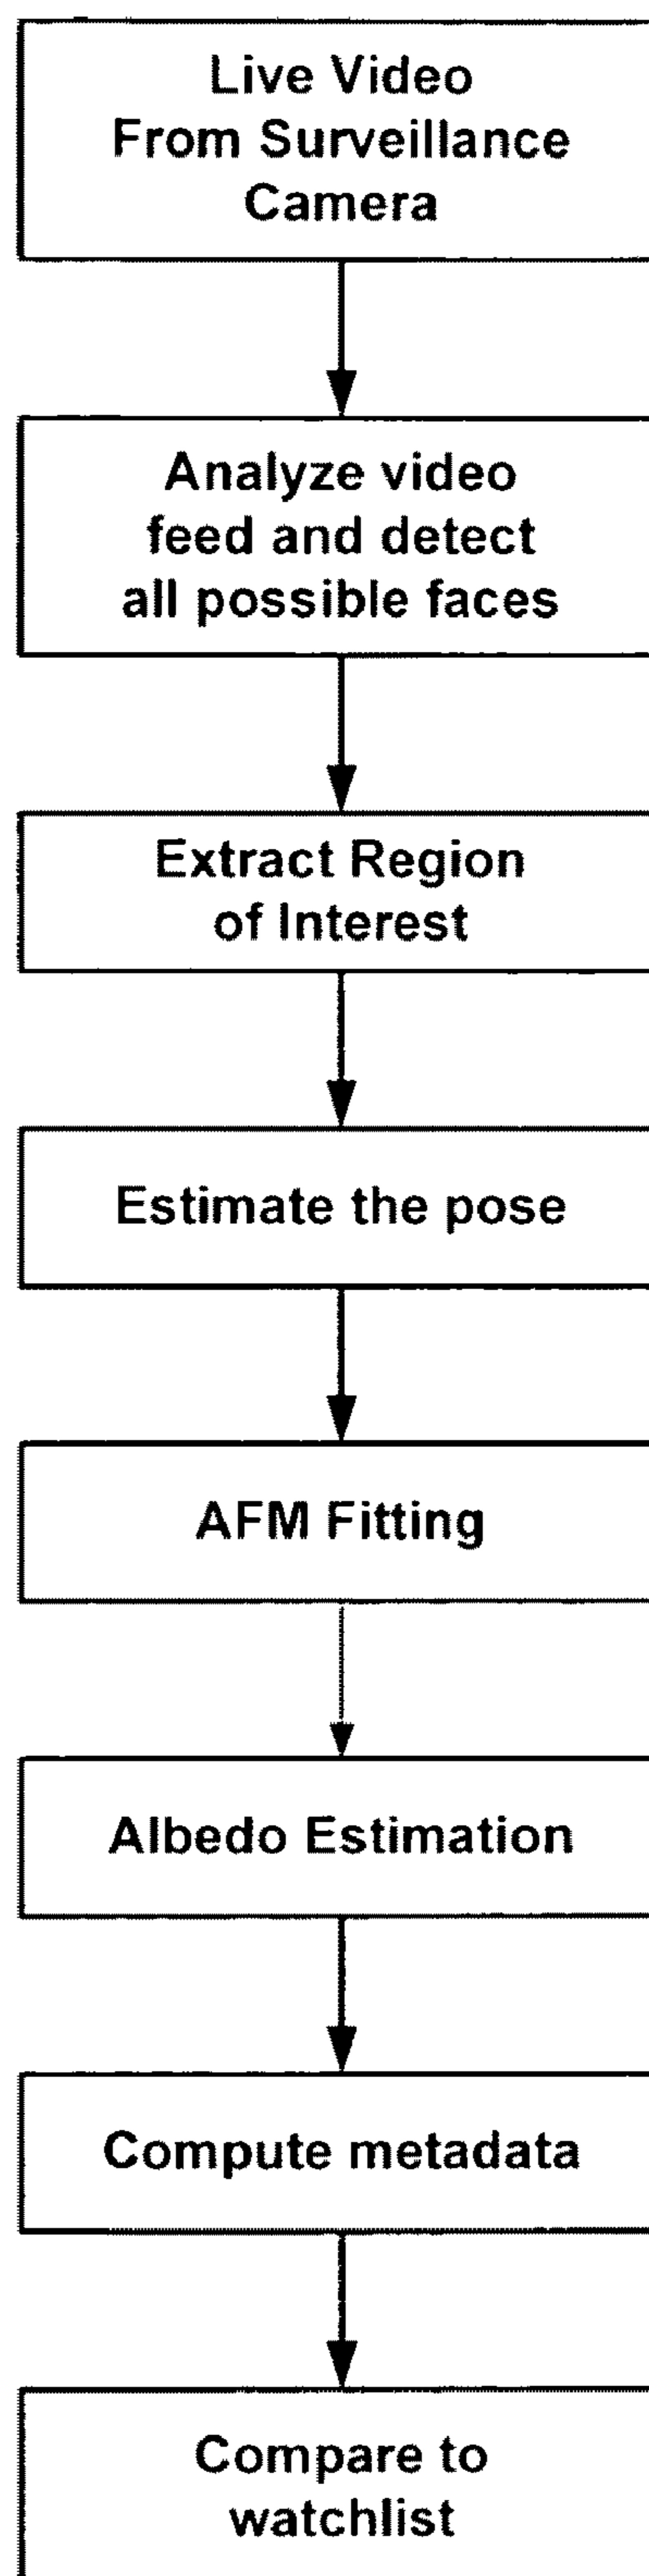 Live Video
From Surveillance
Camera
Analyze video
feed and detect
all possible faces
Extract Region
of Interest
Estimate the pose
AFM Fitting
Albedo Estimation
Compute metadata
Compare to
watchlist